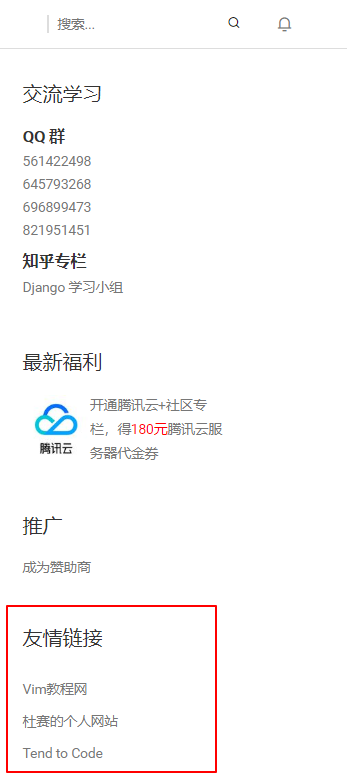 搜索...
交流学习
QQ 群
561422498
645793268
696899473
821951451
知乎专栏
Django 学习小组
最新福利
开通腾讯云+社区专
栏，得180元腾讯云服
务器代金券
腾讯云
推广
成为赞助商
友情链接
Vim教程网
杜赛的个人网站
Tend to Code